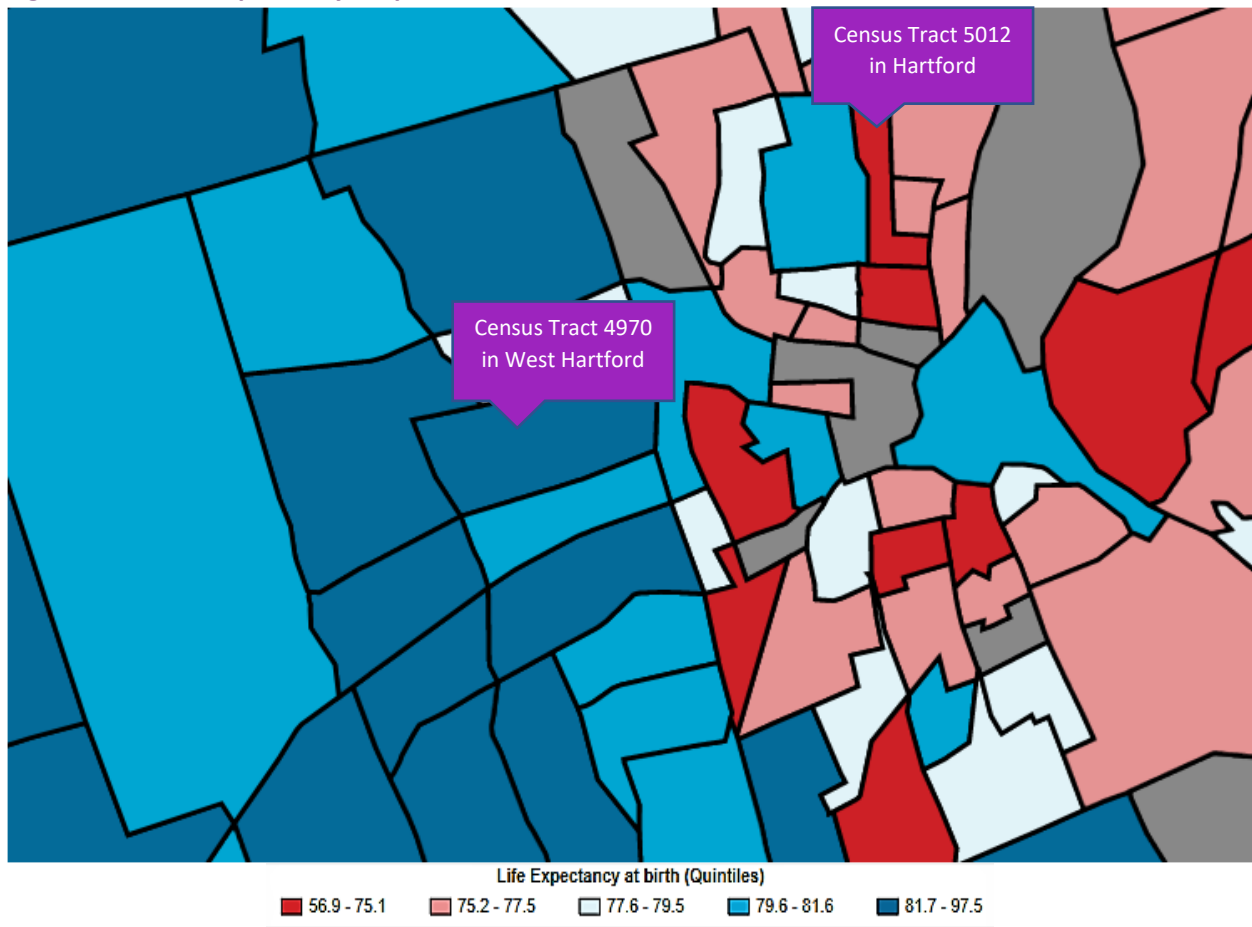 Census Tract 5012
in Hartford
Census Tract 4970
in West Hartford
Life Expectancy at birth (Quintiles)
56.9 - 75.1 75.2 - 77.5 77.6 - 79.5 79.6 - 81.6 81.7 - 97.5